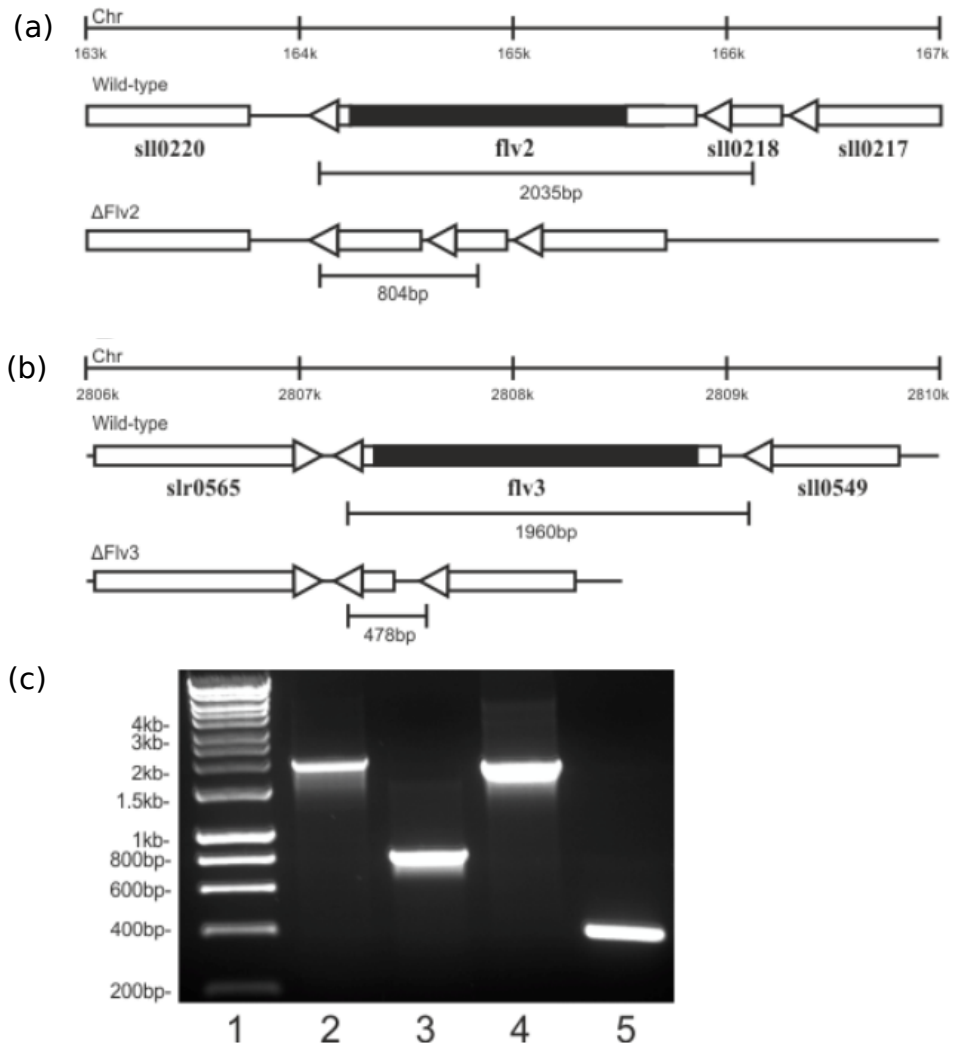 (a)
Chr
163k 164k 165k 166k 167k
Wild-type
sll0220 flv2 sll0218 sll0217
2035bp
ΔFlv2
804bp
(b)
Chr
2806k 2807k 2808k 2809k 2810k
Wild-type
slr0565 flv3 sll0549
1960bp
ΔFlv3
478bp
(c)
4kb-
3kb-
2kb-
1.5kb-
1kb-
800bp-
600bp-
400bp-
200bp-
1 2 3 4 5